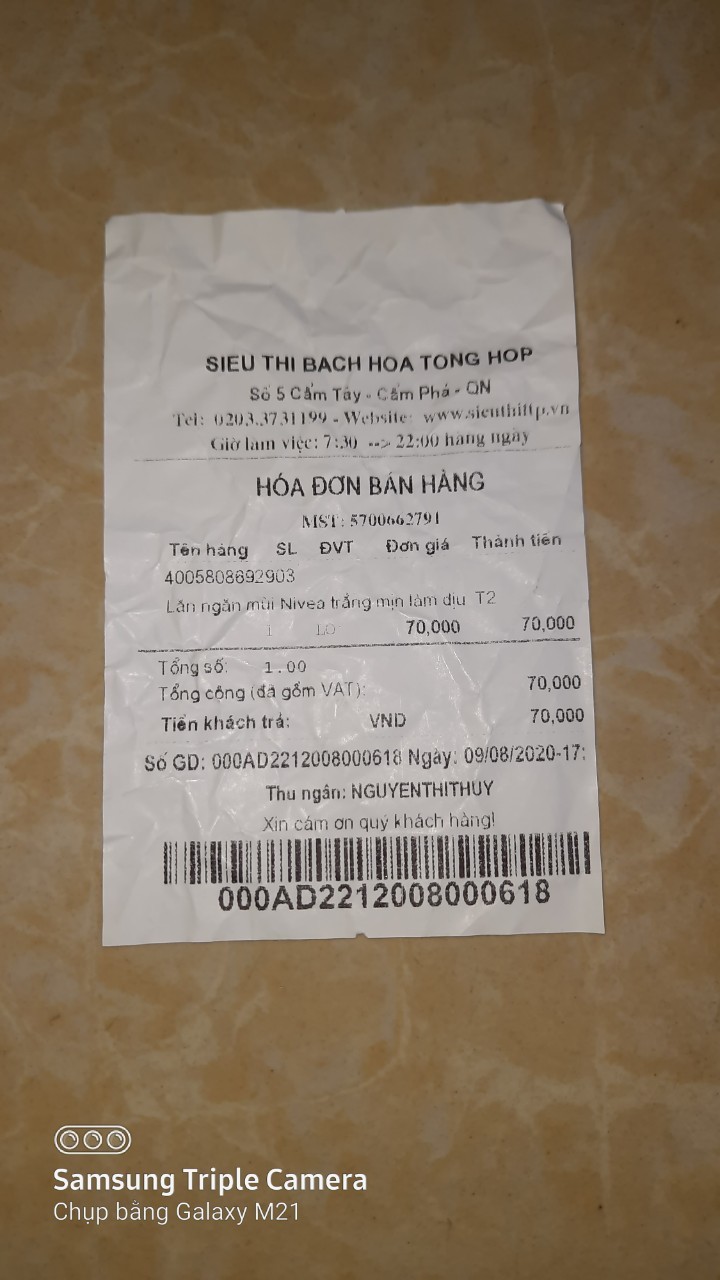 SIEU THI BACH HOA TONG HOP
Số 5 Cẩm Tây - Cẩm Phả - QN
Tel: 0203.3731199 - Website: www.sieuthittp.vn
Giờ làm việc: 7:30 --> 22:00 hàng ngày
HÓA ĐƠN BÁN HÀNG
MST: 5700662791
Tên hàng SL ĐVT Đơn giá Thành tiền
4005808692903
Lăn ngăn mùi Nivea trắng mịn làm dịu T2
1 LO 70,000 70,000
Tổng số: 1.00
Tổng cộng (đã gồm VAT): 70,000
Tiền khách trả: VND 70,000
Số GD: 000AD2212008000618 Ngày: 09/08/2020-17:
Thu ngân: NGUYENTHITHUY
Xin cám ơn quý khách hàng!
000AD2212008000618
Samsung Triple Camera
Chụp bằng Galaxy M21